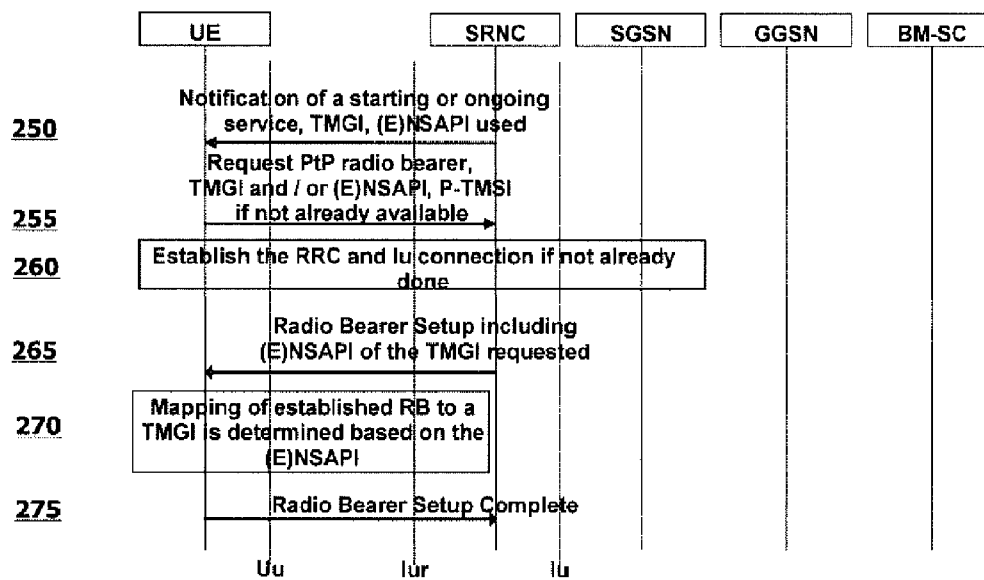 UE SRNC SGSN GGSN BM-SC
Notification of a starting or ongoing
service, TMGI, (E)NSAPI used
250
Request PtP radio bearer,
TMGI and / or (E)NSAPI, P-TMSI
if not already available
255
Establish the RRC and Iu connection if not already
done
260
Radio Bearer Setup including
(E)NSAPI of the TMGI requested
265
Mapping of established RB to a
TMGI is determined based on the
(E)NSAPI
270
Radio Bearer Setup Complete
275
Uu Iur Iu